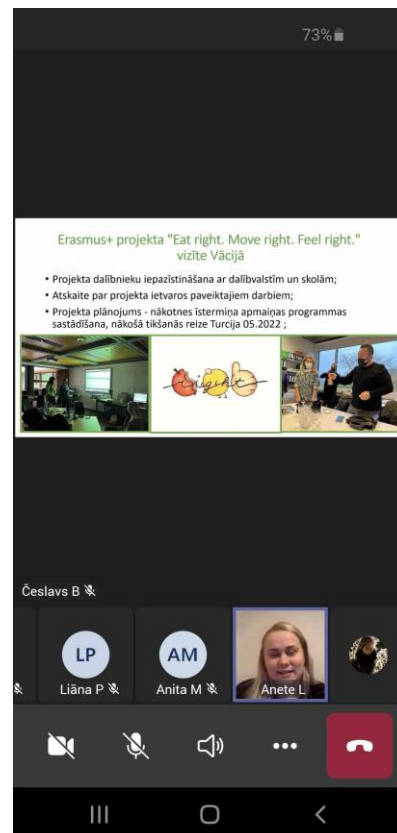 73%
Erasmus+ projekta "Eat right. Move right. Feel right."
vizīte Vācijā
• Projekta dalībnieku iepazīstināšana ar dalībvalstīm un skolām;
• Atskaite par projekta ietvaros paveiktajiem darbiem;
• Projekta plānojums - nākotnes īstermiņa apmaiņas programmas
sastādīšana, nākošā tikšanās reize Turcija 05.2022 ;
right
Česlavs B
LP
AM
Liāna P
Anita M
Anete L